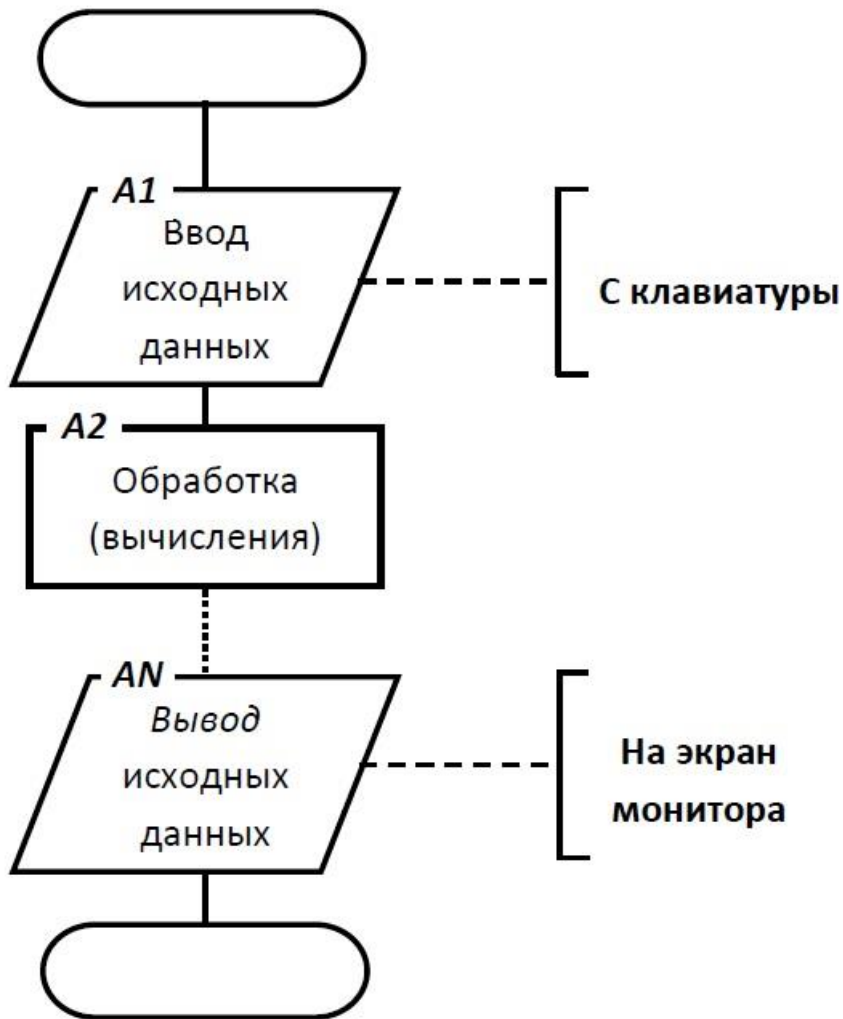 A1
Ввод
исходных
данных
С клавиатуры
A2
Обработка
(вычисления)
AN
Вывод
исходных
данных
На экран
монитора